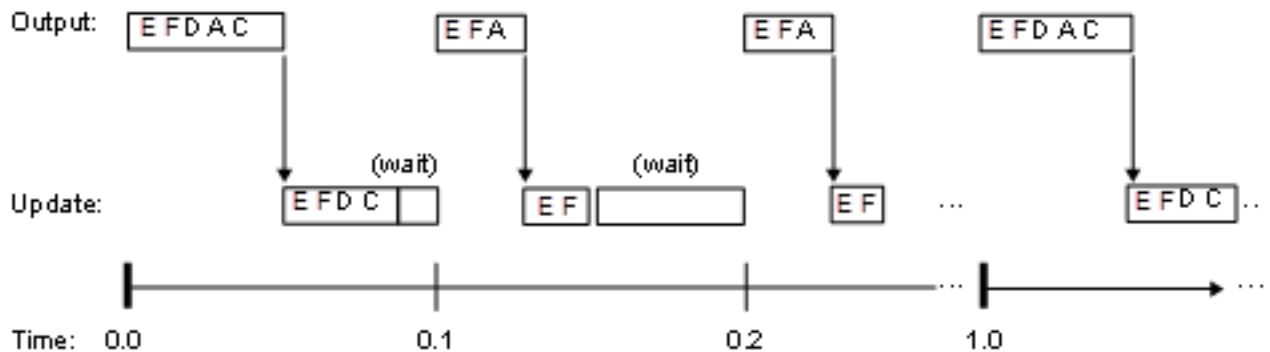 Output: E F D A C E F A E F A E F D A C
(wait) (wait)
Update: E F D C E F E F ... E F D C ..
... ...
Time: 0.0 0.1 0.2 1.0